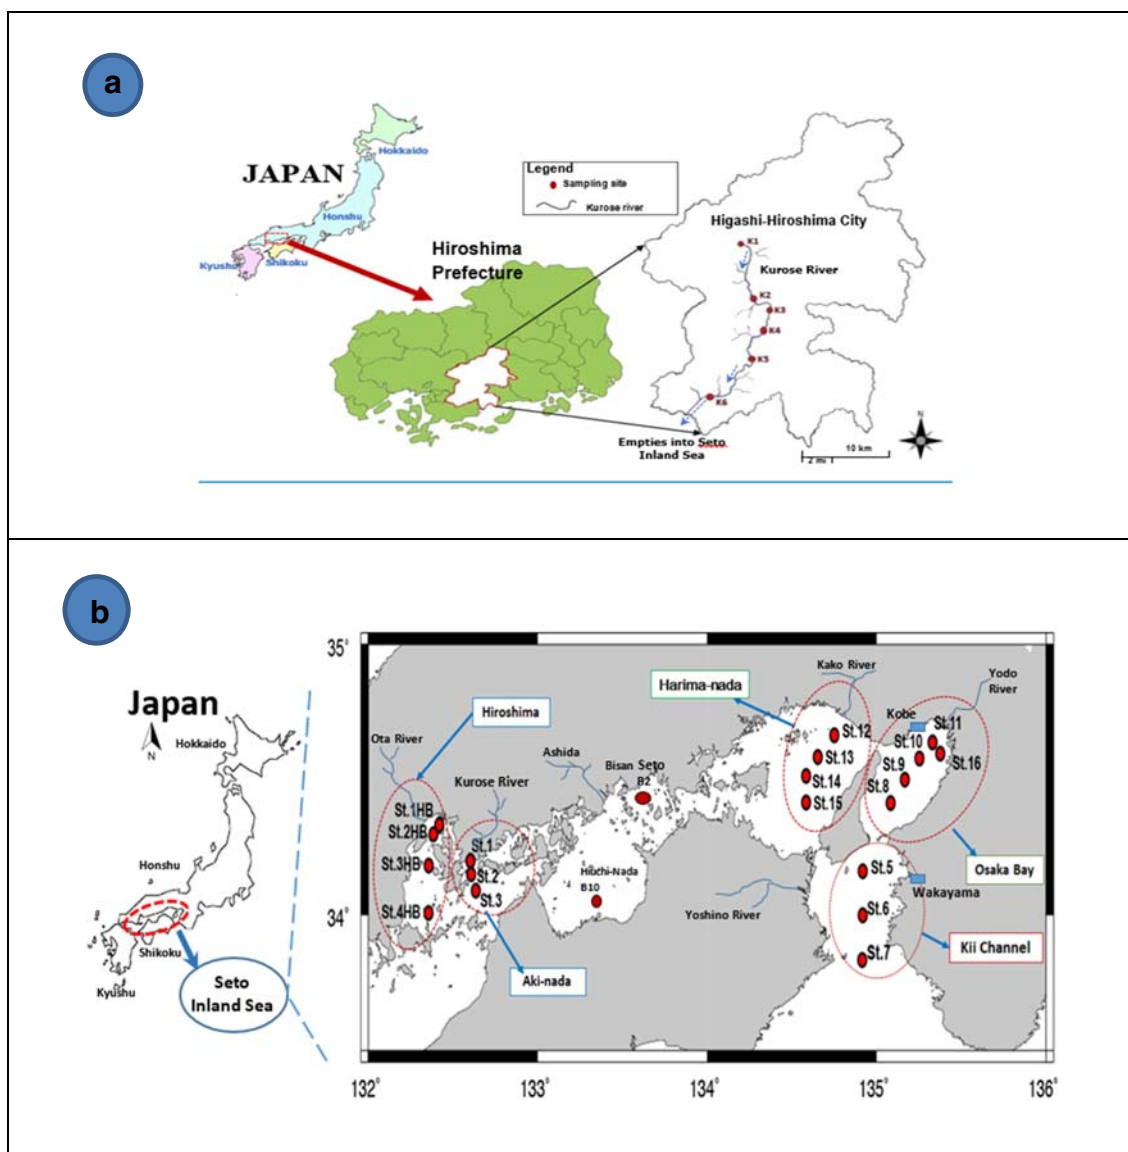 a
Hokkaido
JAPAN
Honshu
Kyushu
Shikoku
Legend
Sampling site
Kurose river
Hiroshima
Prefecture
Higashi-Hiroshima City
K1
Kurose River
K2
K3
K4
K5
K6
Empties into Seto
Inland Sea
N
10 km
2 mi
b
Japan
N
Hokkaido
Honshu
Shikoku
Kyushu
Seto
Inland Sea
35°
34°
132°
133°
134°
135°
136°
Hiroshima
Ota River
Kurose River
Ashida
Bisan Seto
B2
Harima-nada
Kako River
Yodo
River
Kobe
St.1HB
St.2HB
St.3HB
St.4HB
St.1
St.2
St.3
Hiuchi-Nada
B10
Aki-nada
Yoshino River
St.12
St.13
St.14
St.15
St.11
St.10
St.9
St.8
St.16
Osaka Bay
St.5
Wakayama
St.6
St.7
Kii Channel